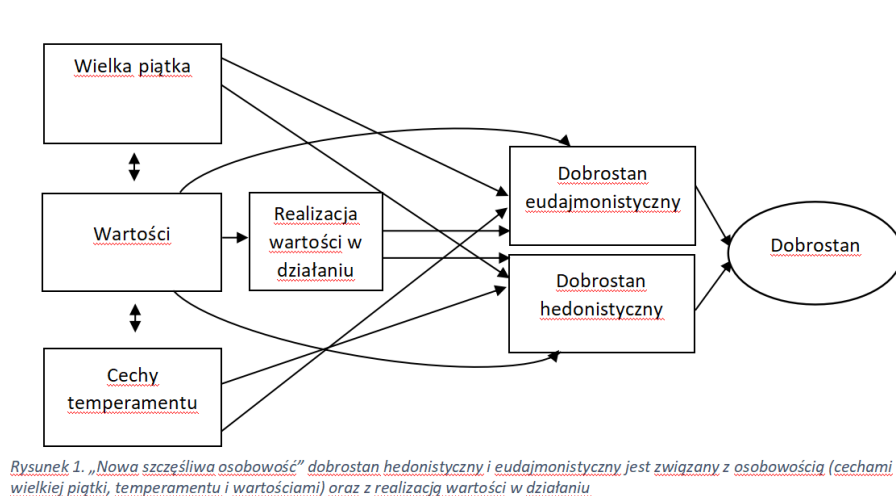 Wielka piątka
Wartości
Realizacja
wartości w
działaniu
Cechy
temperamentu
Dobrostan
eudajmonistyczny
Dobrostan
hedonistyczny
Dobrostan
Rysunek 1. „Nowa szczęśliwa osobowość” dobrostan hedonistyczny i eudajmonistyczny jest związany z osobowością (cechami
wielkiej piątki, temperamentu i wartościami) oraz z realizacją wartości w działaniu